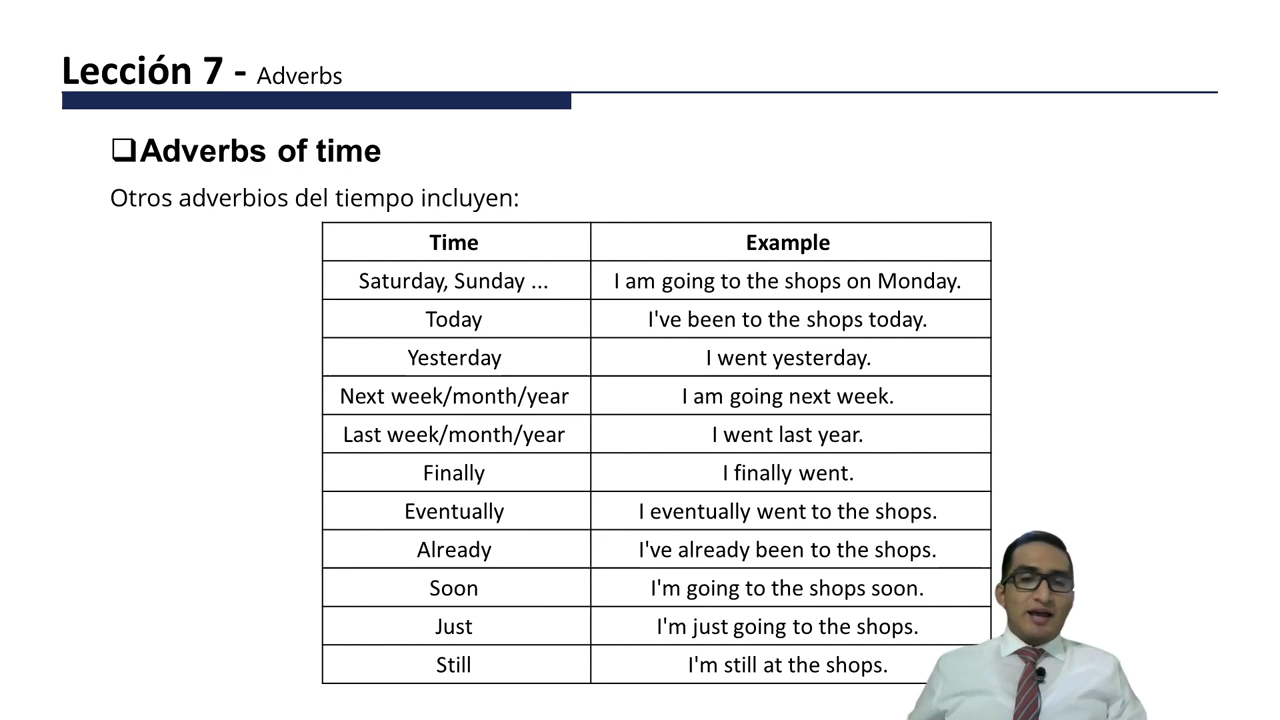 Lección 7 - Adverbs
❑Adverbs of time
Otros adverbios del tiempo incluyen:
Time Example
Saturday, Sunday ... I am going to the shops on Monday.
Today I've been to the shops today.
Yesterday I went yesterday.
Next week/month/year I am going next week.
Last week/month/year I went last year.
Finally I finally went.
Eventually I eventually went to the shops.
Already I've already been to the shops.
Soon I'm going to the shops soon.
Just I'm just going to the shops.
Still I'm still at the shops.